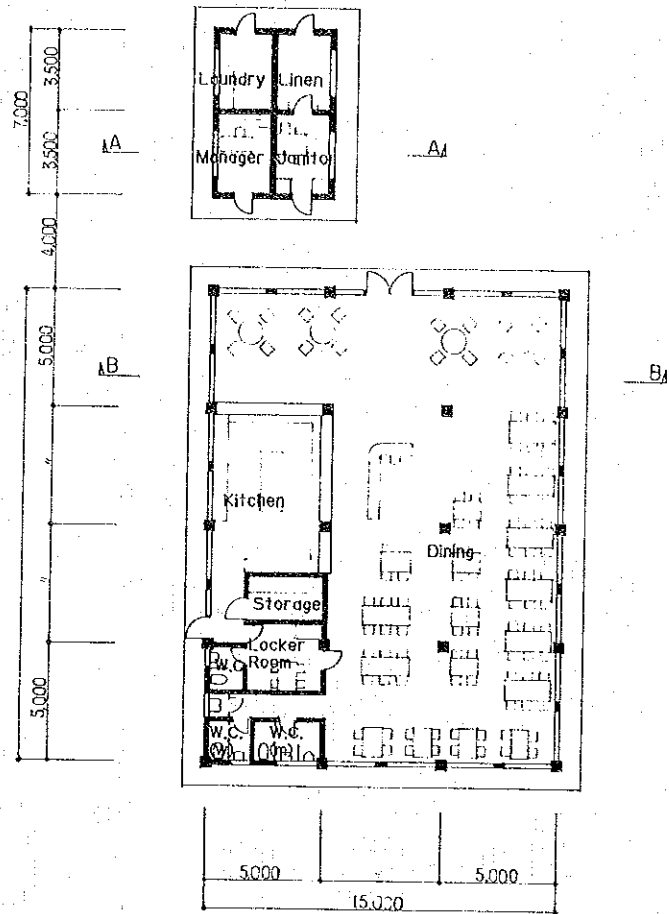 Laundry Linen
3.500
7.000
A A
3.500
Manager Janito
4.000
5.000
B B
Kitchen
"
Dining
Storage
"
Locker
Room
W.C.
5.000
W.C. W.C.
(w) (m)
5.000 5.000
15.000